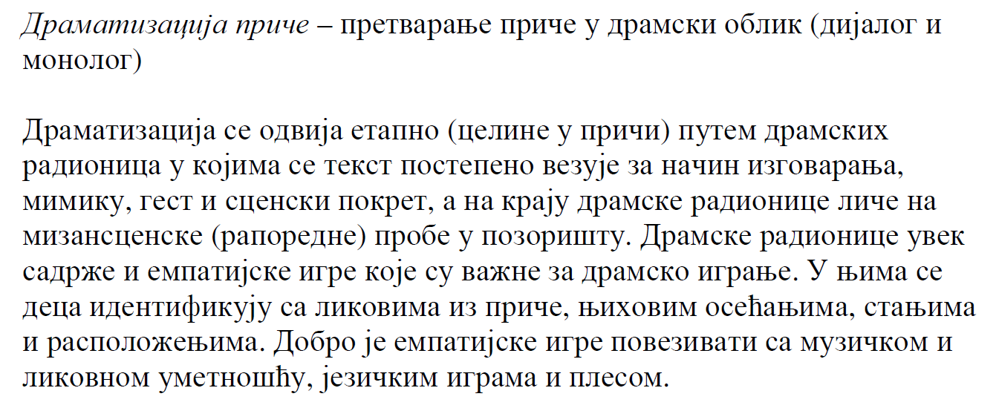 Драматизација приче – претварање приче у драмски облик (дијалог и
монолог)
Драматизација се одвија етапно (целине у причи) путем драмских
радионица у којима се текст постепено везује за начин изговарања,
мимику, гест и сценски покрет, а на крају драмске радионице личе на
мизансценске (рапоредне) пробе у позоришту. Драмске радионице увек
садрже и емпатијске игре које су важне за драмско играње. У њима се
деца идентификују са ликовима из приче, њиховим осећањима, стањима
и расположењима. Добро је емпатијске игре повезивати са музичком и
ликовном уметношћу, језичким играма и плесом.